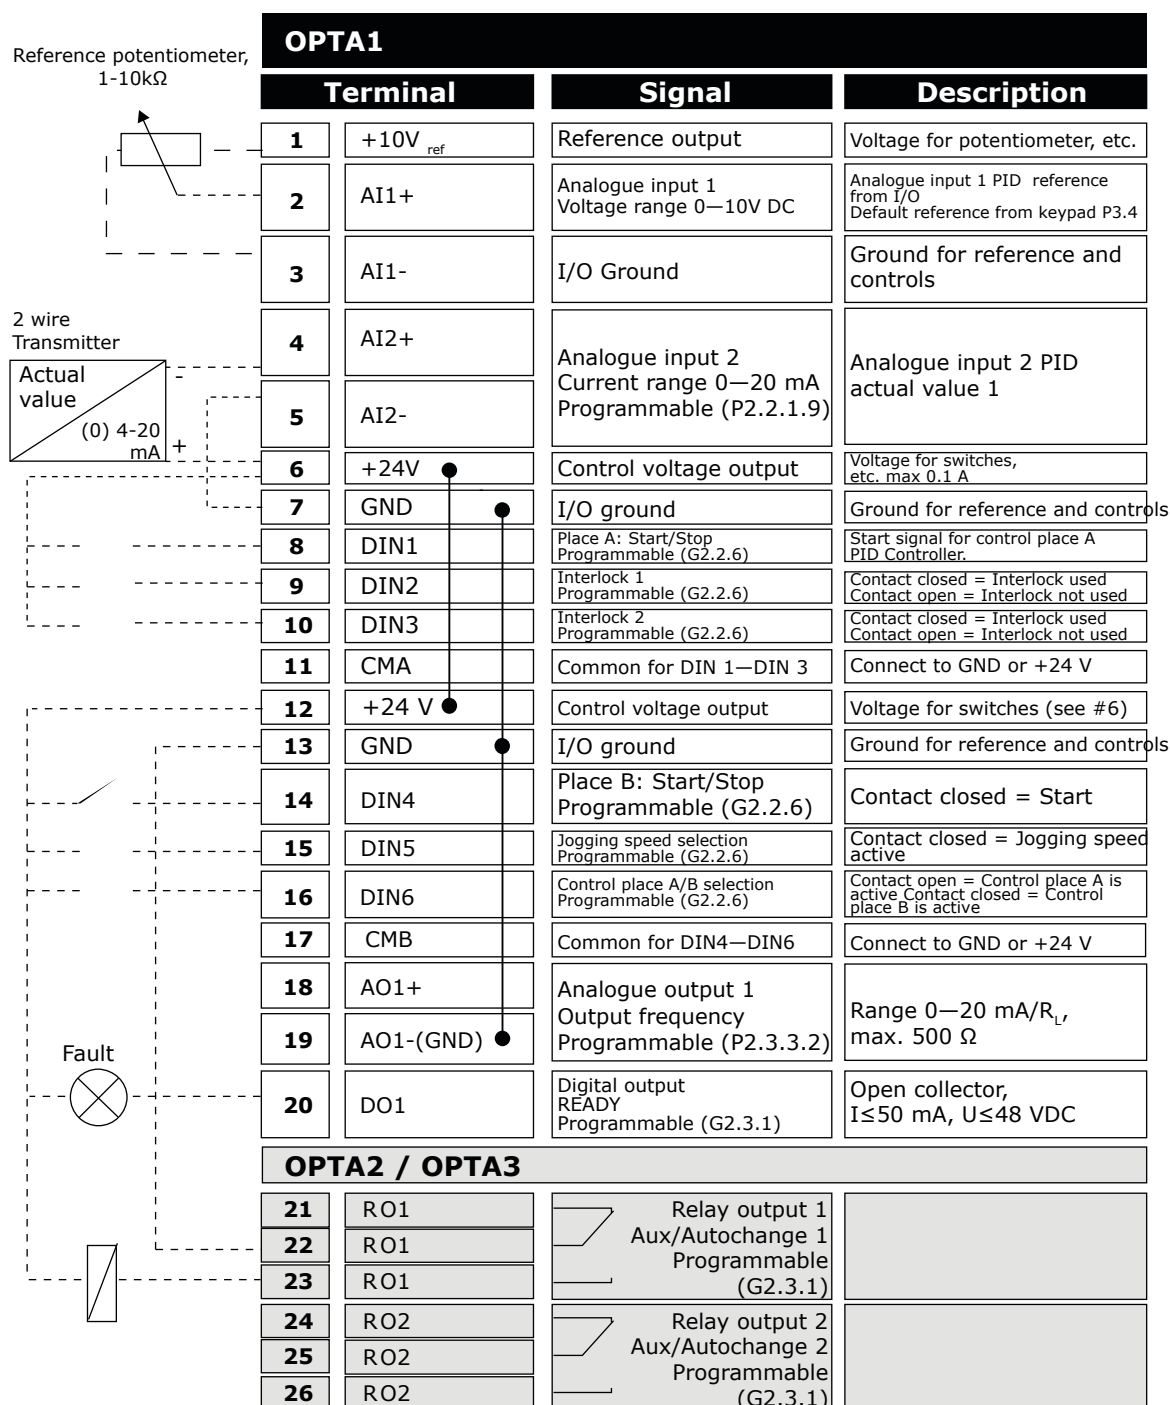 OPTA1
Reference potentiometer,
1-10kΩ
Terminal Signal Description
1 +10V ref Reference output Voltage for potentiometer, etc.
2 AI1+ Analogue input 1
Voltage range 0—10V DC
Analogue input 1 PID reference
from I/O
Default reference from keypad P3.4
3 AI1- I/O Ground Ground for reference and
controls
2 wire
Transmitter
Actual
value
(0) 4-20
mA
-
+
4 AI2+
5 AI2-
Analogue input 2
Current range 0—20 mA
Programmable (P2.2.1.9)
Analogue input 2 PID
actual value 1
6 +24V Control voltage output Voltage for switches,
etc. max 0.1 A
7 GND I/O ground Ground for reference and controls
8 DIN1 Place A: Start/Stop
Programmable (G2.2.6)
Start signal for control place A
PID Controller.
9 DIN2 Interlock 1
Programmable (G2.2.6)
Contact closed = Interlock used
Contact open = Interlock not used
10 DIN3 Interlock 2
Programmable (G2.2.6)
Contact closed = Interlock used
Contact open = Interlock not used
11 CMA Common for DIN 1—DIN 3 Connect to GND or +24 V
12 +24 V Control voltage output Voltage for switches (see #6)
13 GND I/O ground Ground for reference and controls
14 DIN4 Place B: Start/Stop
Programmable (G2.2.6)
Contact closed = Start
15 DIN5 Jogging speed selection
Programmable (G2.2.6)
Contact closed = Jogging speed
active
16 DIN6 Control place A/B selection
Programmable (G2.2.6)
Contact open = Control place A is
active Contact closed = Control
place B is active
17 CMB Common for DIN4—DIN6 Connect to GND or +24 V
18 AO1+
19 AO1-(GND)
Analogue output 1
Output frequency
Programmable (P2.3.3.2)
Range 0—20 mA/RL,
max. 500 Ω
Fault
20 DO1 Digital output
READY
Programmable (G2.3.1)
Open collector,
I≤50 mA, U≤48 VDC
OPTA2 / OPTA3
21 RO1
22 RO1
23 RO1
Relay output 1
Aux/Autochange 1
Programmable
(G2.3.1)
24 RO2
25 RO2
26 RO2
Relay output 2
Aux/Autochange 2
Programmable
(G2.3.1)